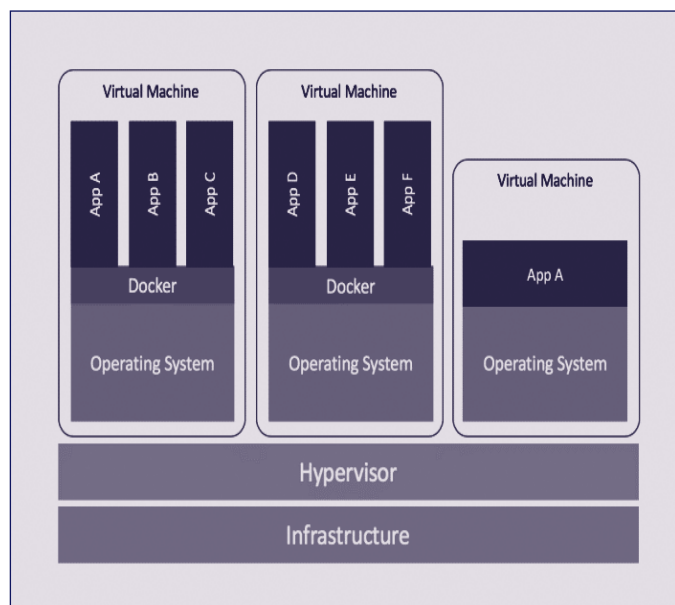 Virtual Machine
App A
App B
App C
Docker
Operating System
Virtual Machine
App D
App E
App F
Docker
Operating System
Virtual Machine
App A
Operating System
Hypervisor
Infrastructure